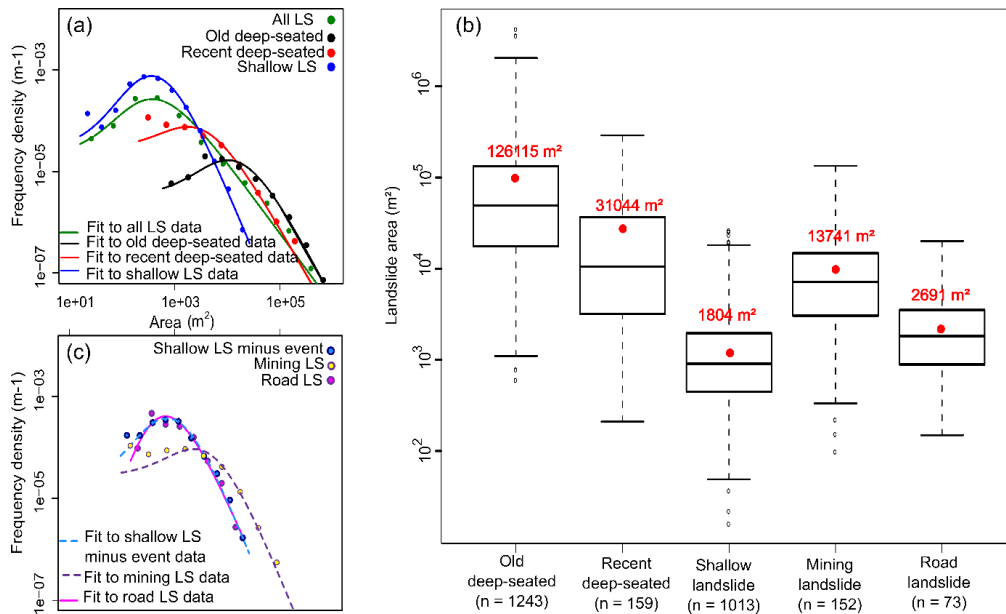 (a)
All LS
Old deep-seated
Recent deep-seated
Shallow LS
Frequency density (m-1)
1e-03
1e-05
1e-07
Fit to all LS data
Fit to old deep-seated data
Fit to recent deep-seated data
Fit to shallow LS data
1e+01
1e+03
1e+05
Area (m²)
(c)
Shallow LS minus event
Mining LS
Road LS
Frequency density (m-1)
1e-03
1e-05
1e-07
Fit to shallow LS
minus event data
Fit to mining LS data
Fit to road LS data
(b)
Landslide area (m²)
10⁶
10⁵
10⁴
10³
10²
126115 m²
31044 m²
1804 m²
13741 m²
2691 m²
Old
deep-seated
(n = 1243)
Recent
deep-seated)
(n = 159)
Shallow
landslide
(n = 1013)
Mining
landslide
(n = 152)
Road
landslide
(n = 73)